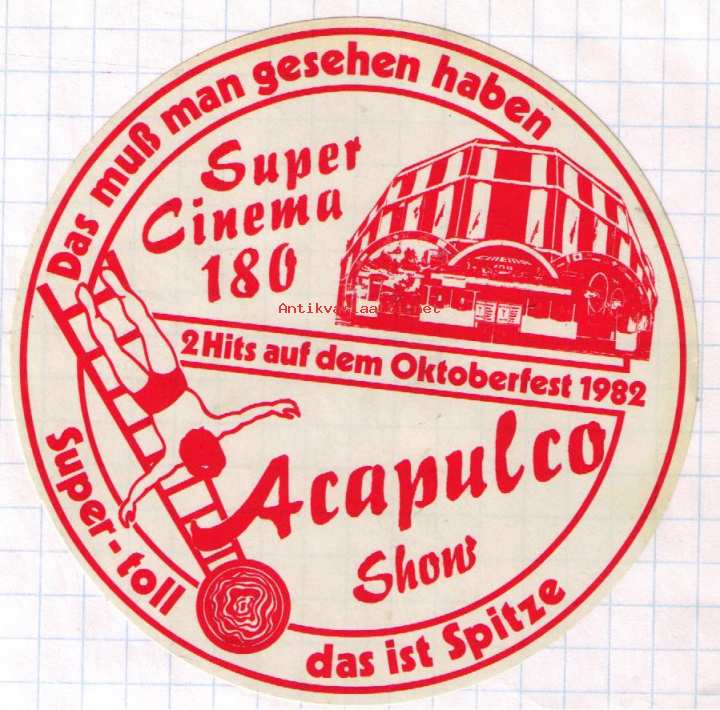 Das muß man gesehen haben
Super
Cinema
180
2 Hits auf dem Oktoberfest 1982
Acapulco
Show
Super-toll
das ist Spitze